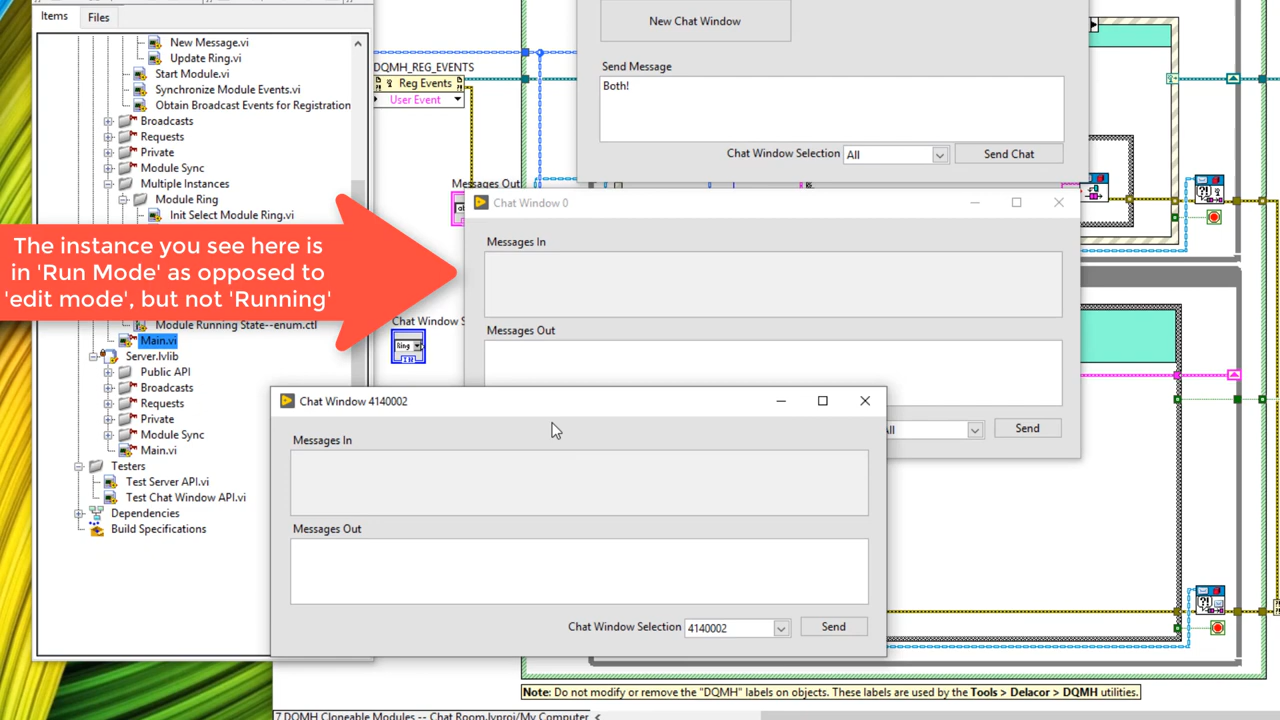 Items
Files
New Message.vi
Update Ring.vi
Start Module.vi
Synchronize Module Events.vi
Obtain Broadcast Events for Registration
Broadcasts
Requests
Private
Module Sync
Multiple Instances
Module Ring
Init Select Module Ring.vi
The instance you see here is
in 'Run Mode' as opposed to
'edit mode', but not 'Running'
Module Running State--enum.ctl
Main.vi
Server.lvlib
Public API
Broadcasts
Requests
Private
Module Sync
Main.vi
Testers
Test Server API.vi
Test Chat Window API.vi
Dependencies
Build Specifications
DQMH_REG_EVENTS
Reg Events
User Event
Messages Out
Chat Window S
Ring
New Chat Window
Send Message
Both!
Chat Window Selection
All
Send Chat
Chat Window 0
Messages In
Messages Out
All
Send
Chat Window 4140002
Messages In
Messages Out
Chat Window Selection
4140002
Send
Note: Do not modify or remove the "DQMH" labels on objects. These labels are used by the Tools > Delacor > DQMH utilities.
7 DQMH Cloneable Modules -- Chat Room.lvproj/My Computer